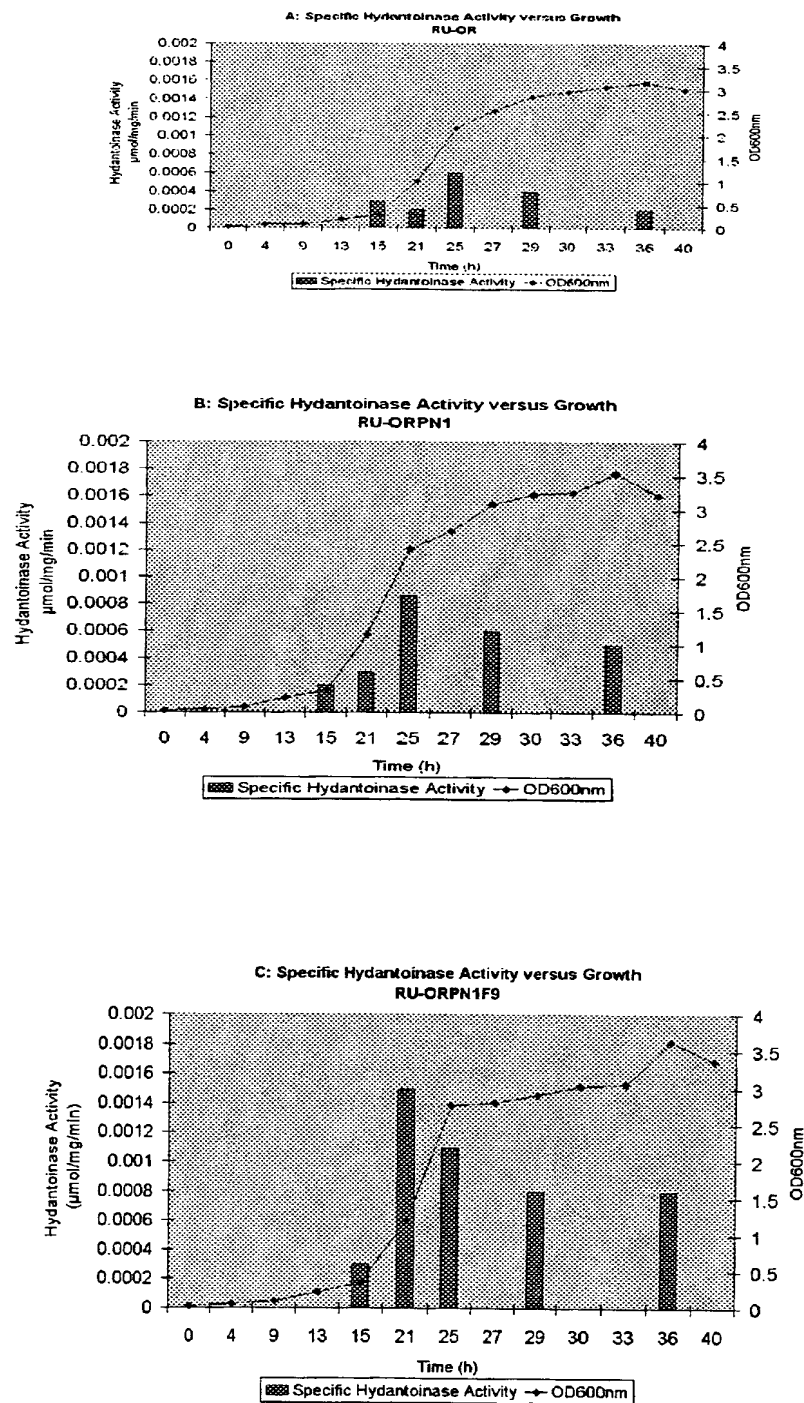 A: Specific Hydantoinase Activity versus Growth
RU-OR
Hydantoinase Activity
µmol/mg/min
0.002
0.0018
0.0016
0.0014
0.0012
0.001
0.0008
0.0006
0.0004
0.0002
0
4
3.5
3
2.5
2
1.5
1
0.5
0
OD600nm
0 4 9 13 15 21 25 27 29 30 33 36 40
Time (h)
Specific Hydantoinase Activity OD600nm
B: Specific Hydantoinase Activity versus Growth
RU-ORPN1
Hydantoinase Activity
µmol/mg/min
0.002
0.0018
0.0016
0.0014
0.0012
0.001
0.0008
0.0006
0.0004
0.0002
0
4
3.5
3
2.5
2
1.5
1
0.5
0
OD600nm
0 4 9 13 15 21 25 27 29 30 33 36 40
Time (h)
Specific Hydantoinase Activity OD600nm
C: Specific Hydantoinase Activity versus Growth
RU-ORPN1F9
Hydantoinase Activity
(µmol/mg/min)
0.002
0.0018
0.0016
0.0014
0.0012
0.001
0.0008
0.0006
0.0004
0.0002
0
4
3.5
3
2.5
2
1.5
1
0.5
0
OD600nm
0 4 9 13 15 21 25 27 29 30 33 36 40
Time (h)
Specific Hydantoinase Activity OD600nm